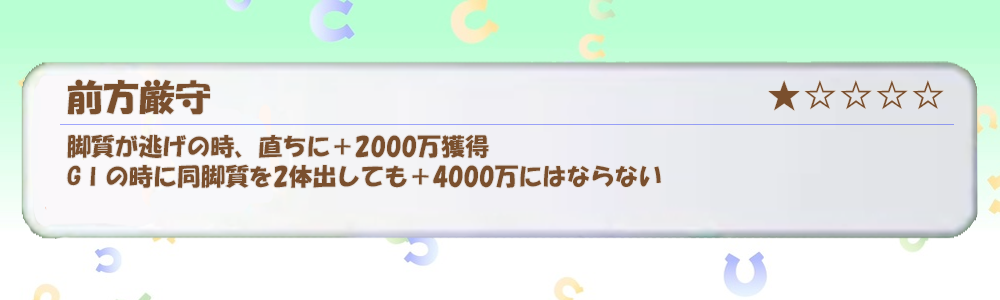 前方厳守 ★☆☆☆☆
脚質が逃げの時、直ちに＋2000万獲得
GⅠの時に同脚質を2体出しても＋4000万にはならない